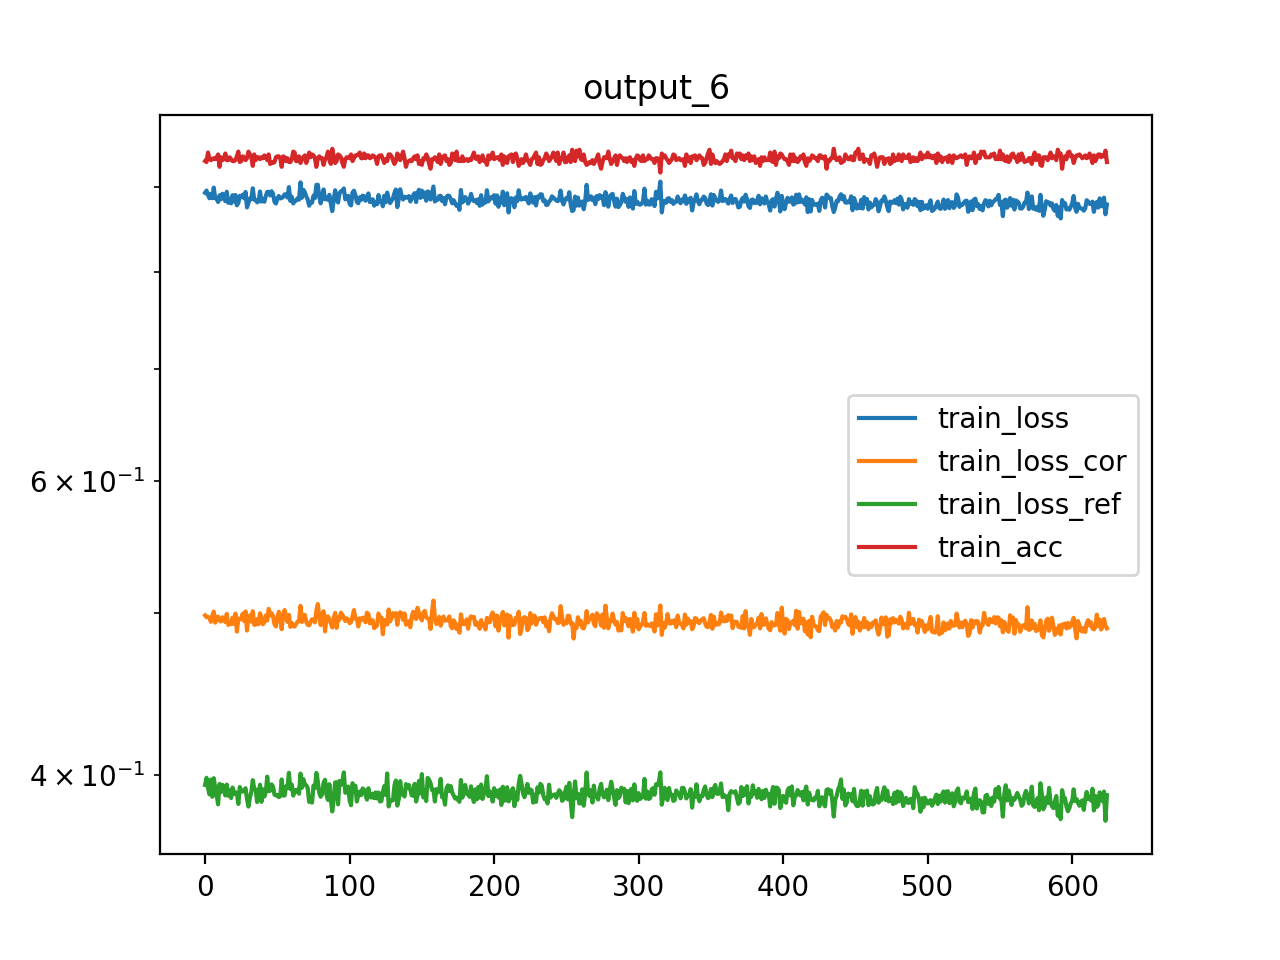 output_6
6 × 10⁻¹
4 × 10⁻¹
train_loss
train_loss_cor
train_loss_ref
train_acc
0 100 200 300 400 500 600